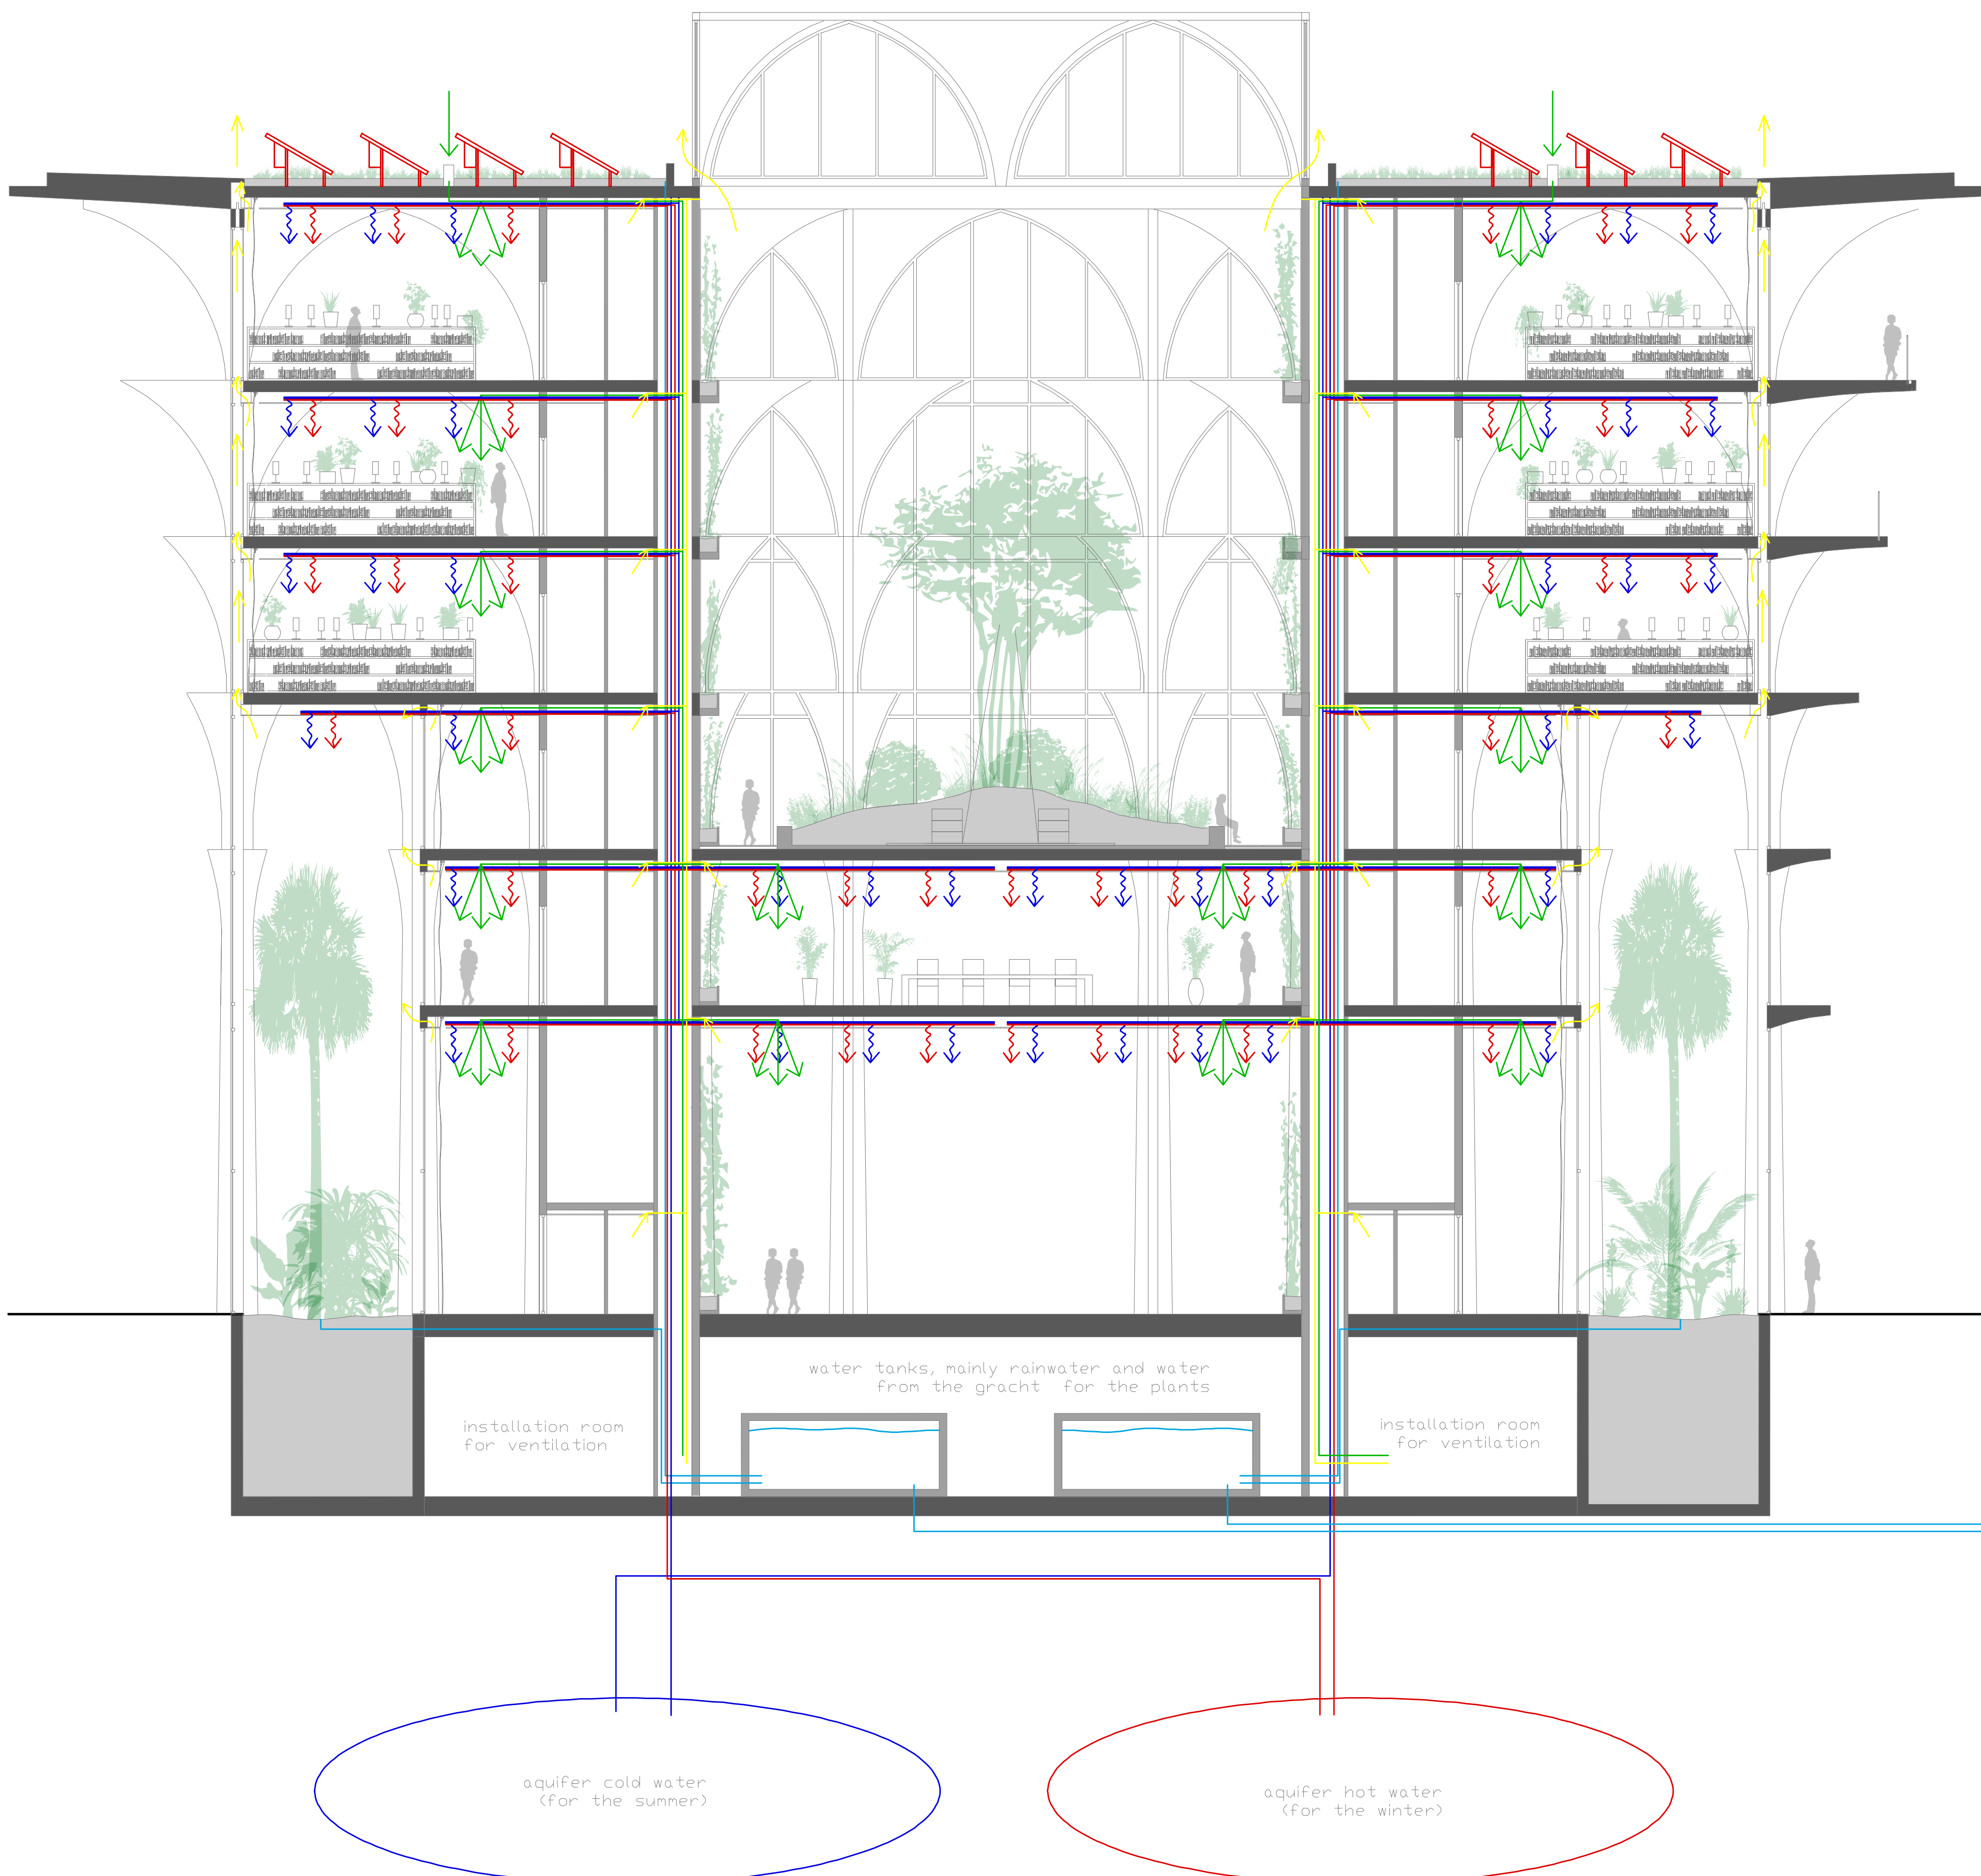 water tanks, mainly rainwater and water
from the gracht for the plants
installation room
for ventilation
installation room
for ventilation
aquifer cold water
(for the summer)
aquifer hot water
(for the winter)